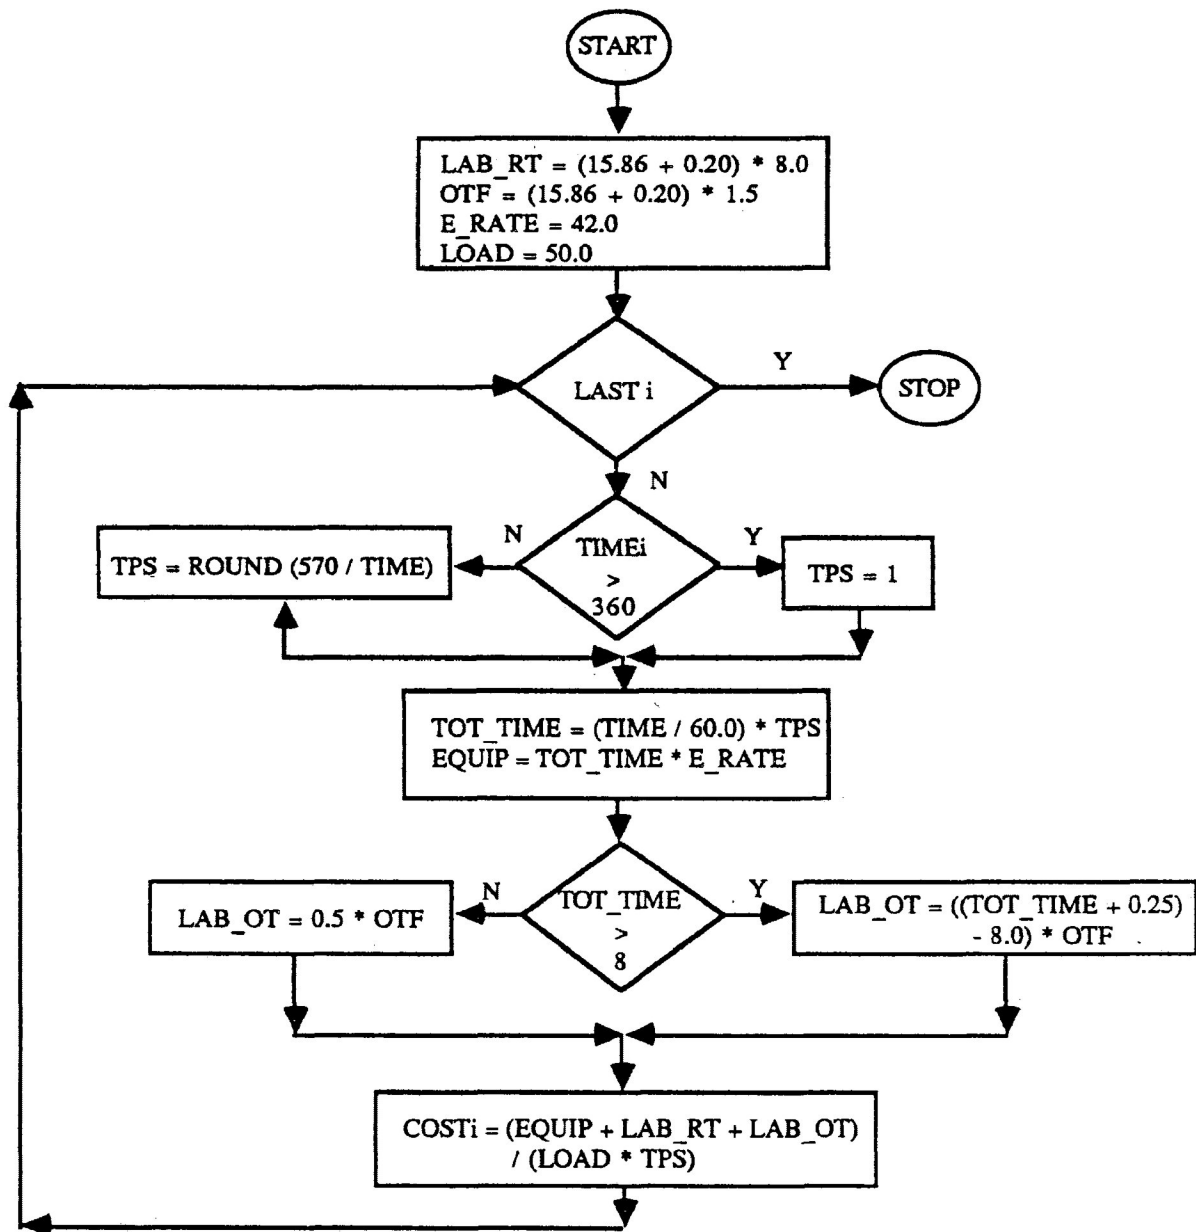 START
LAB_RT = (15.86 + 0.20) * 8.0
OTF = (15.86 + 0.20) * 1.5
E_RATE = 42.0
LOAD = 50.0
Y
LAST i
STOP
N
N
TIMEi
Y
TPS = ROUND (570 / TIME)
>
TPS = 1
360
TOT_TIME = (TIME / 60.0) * TPS
EQUIP = TOT_TIME * E_RATE
N
TOT_TIME
Y
LAB_OT = 0.5 * OTF
>
8
LAB_OT = ((TOT_TIME + 0.25)
- 8.0) * OTF
COSTi = (EQUIP + LAB_RT + LAB_OT)
/ (LOAD * TPS)